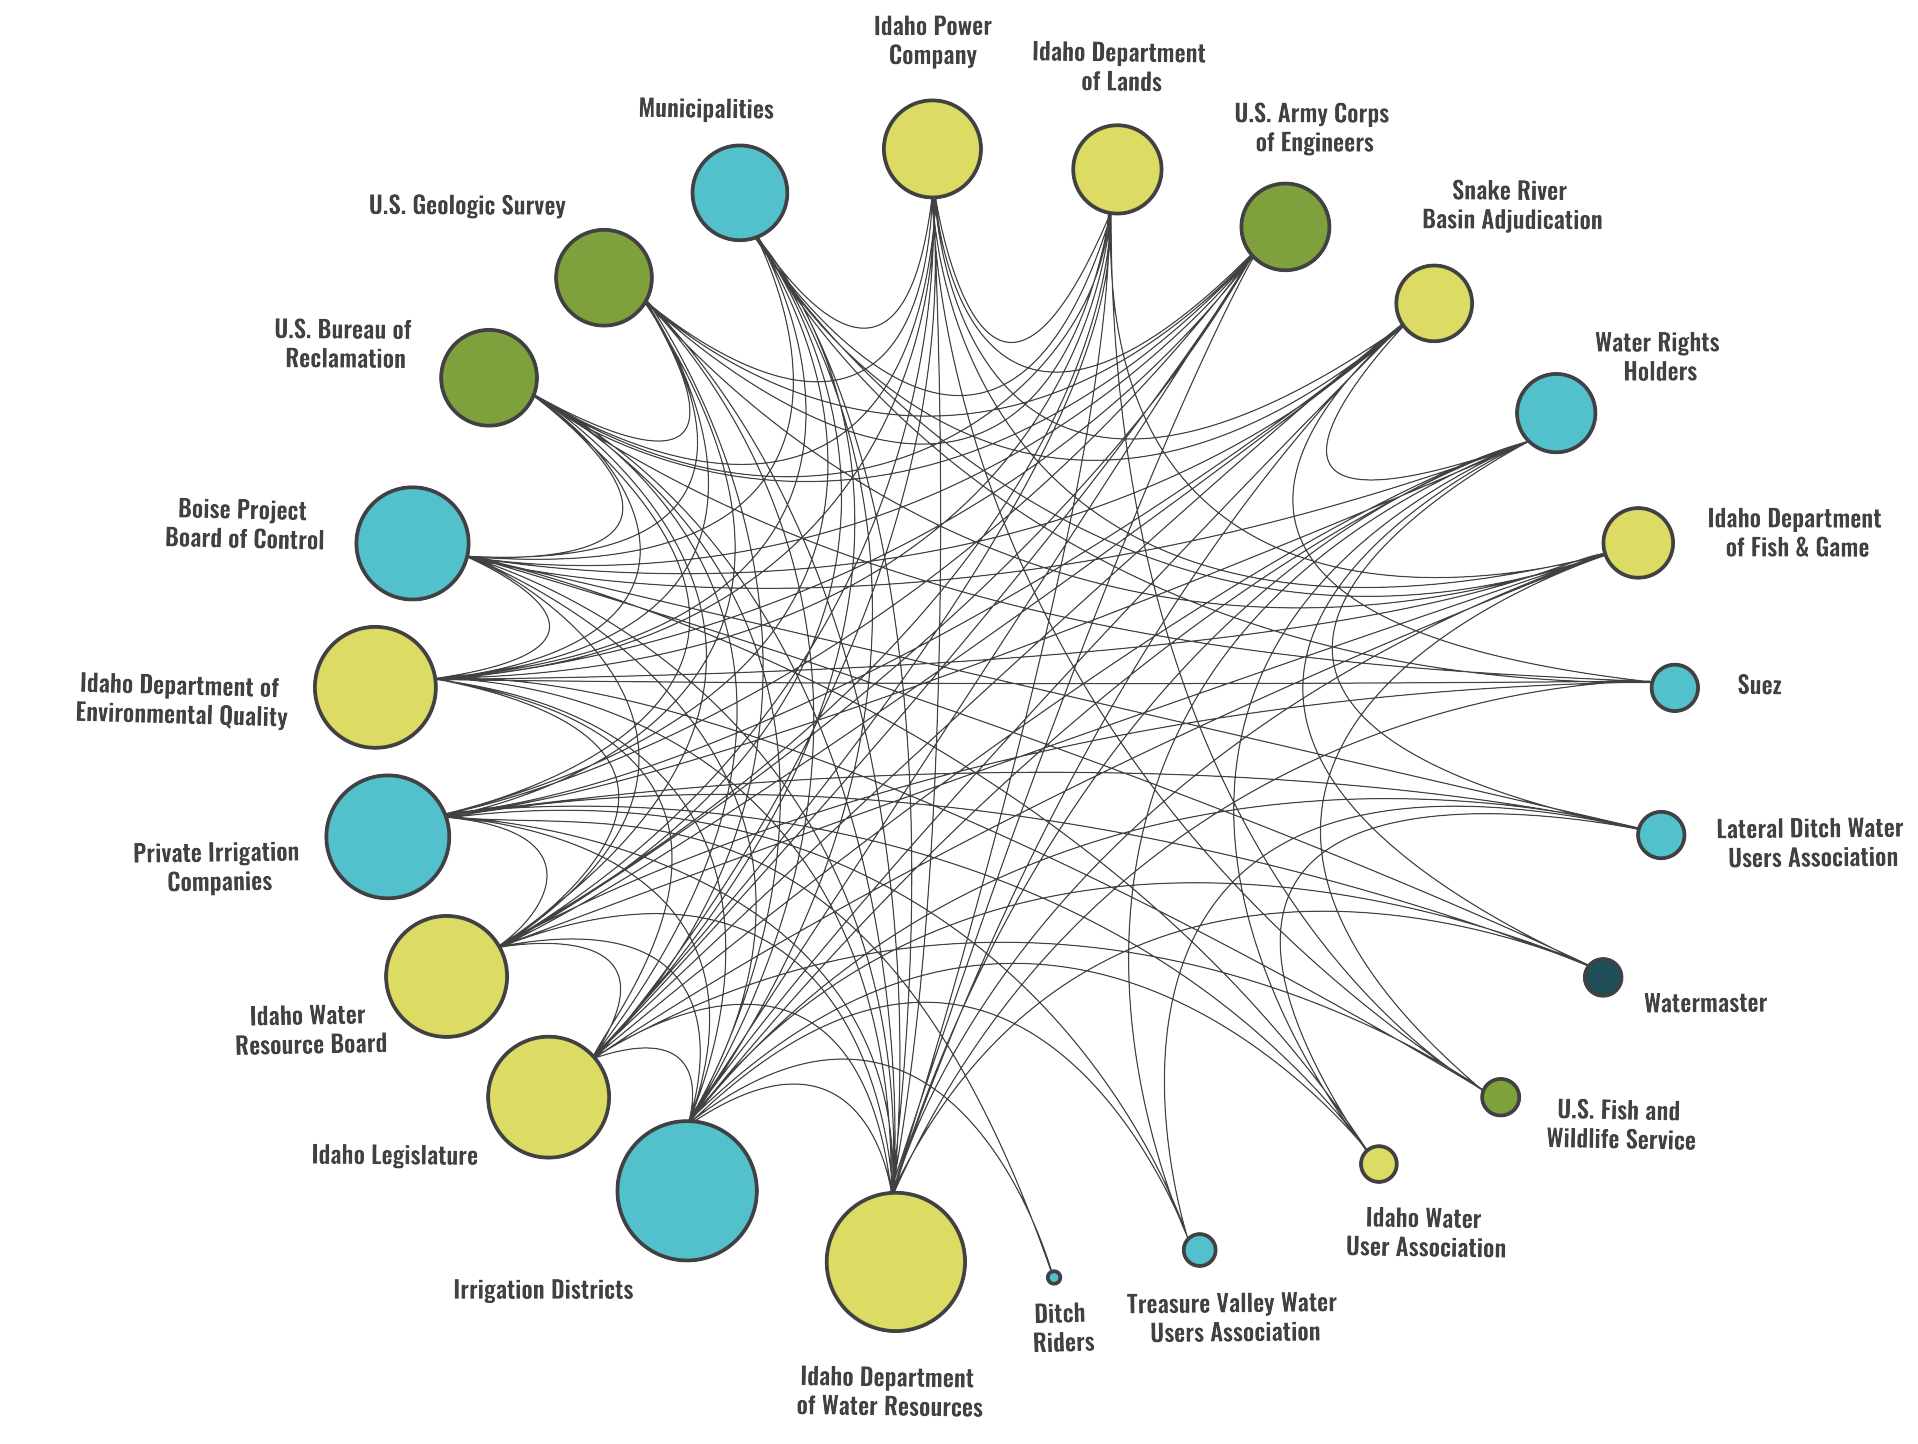 Idaho Power
Company
Idaho Department
of Lands
Municipalities
U.S. Army Corps
of Engineers
U.S. Geologic Survey
Snake River
Basin Adjudication
U.S. Bureau of
Reclamation
Water Rights
Holders
Boise Project
Board of Control
Idaho Department
of Fish & Game
Idaho Department of
Environmental Quality
Suez
Private Irrigation
Companies
Lateral Ditch Water
Users Association
Idaho Water
Resource Board
Watermaster
Idaho Legislature
U.S. Fish and
Wildlife Service
Irrigation Districts
Idaho Water
User Association
Idaho Department
of Water Resources
Ditch
Riders
Treasure Valley Water
Users Association